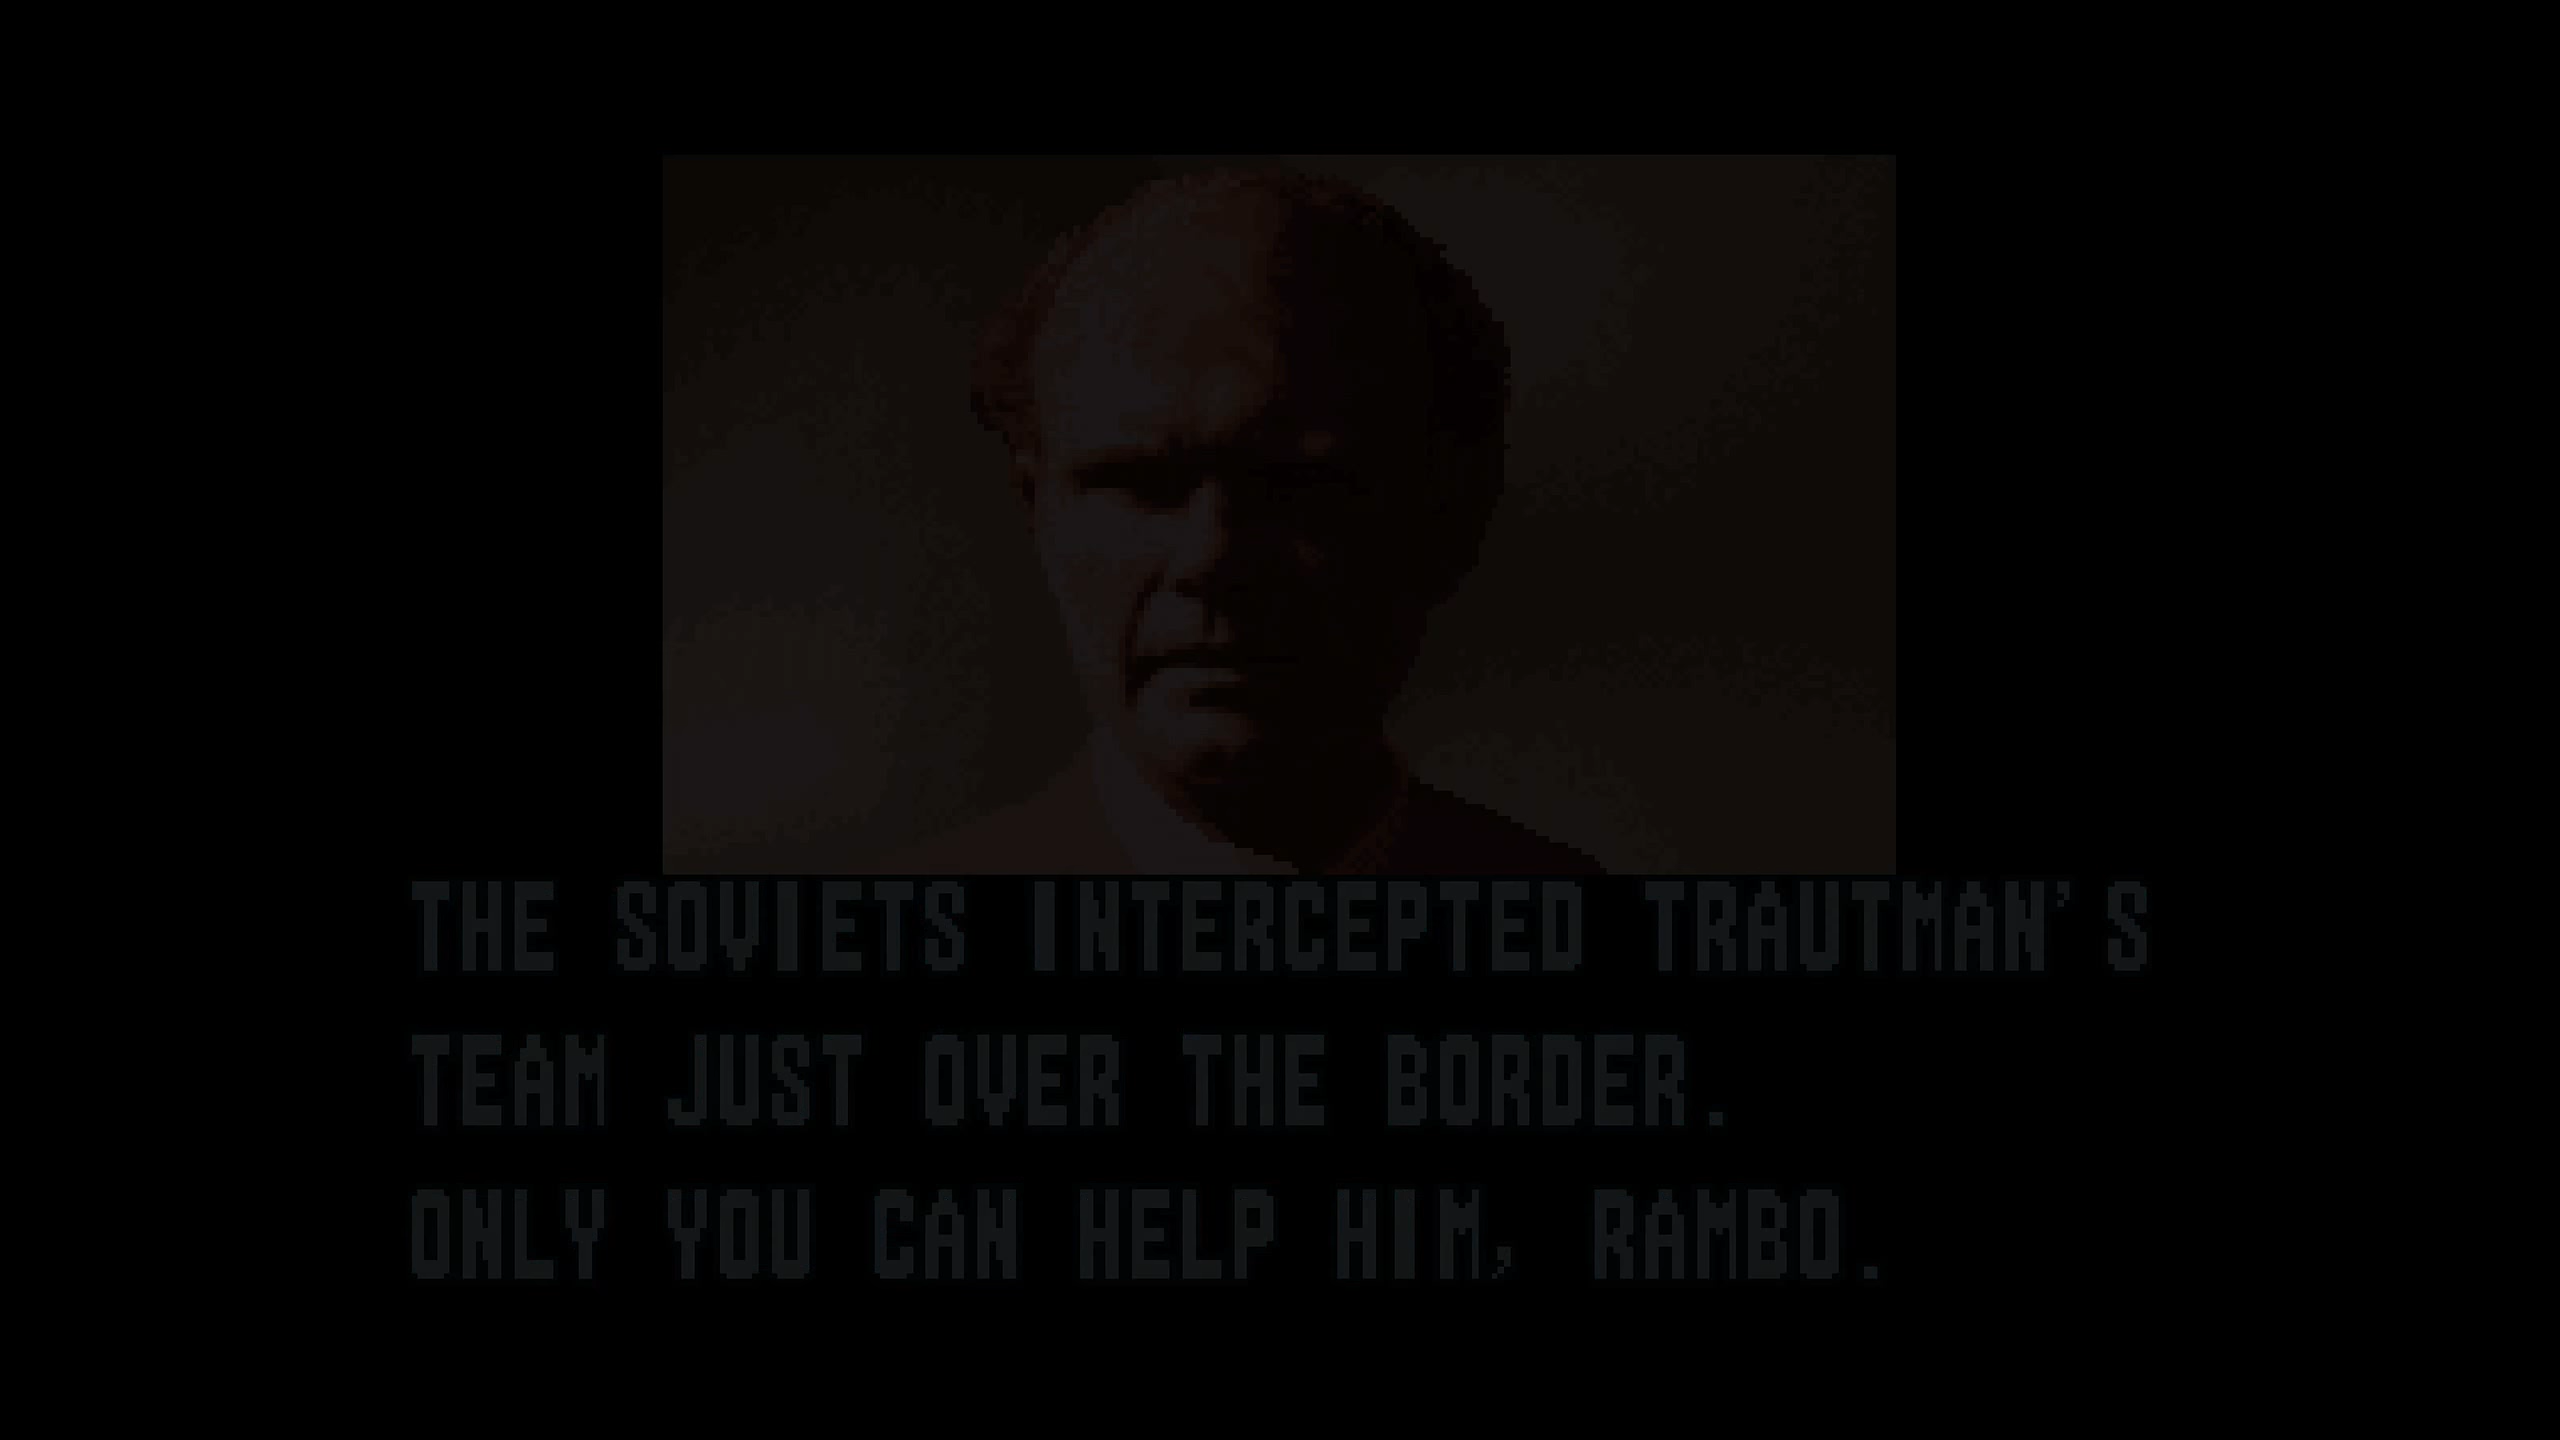 THE SOVIETS INTERCEPTED TRAUTMAN'S
TEAM JUST OVER THE BORDER.
ONLY YOU CAN HELP HIM, RAMBO.